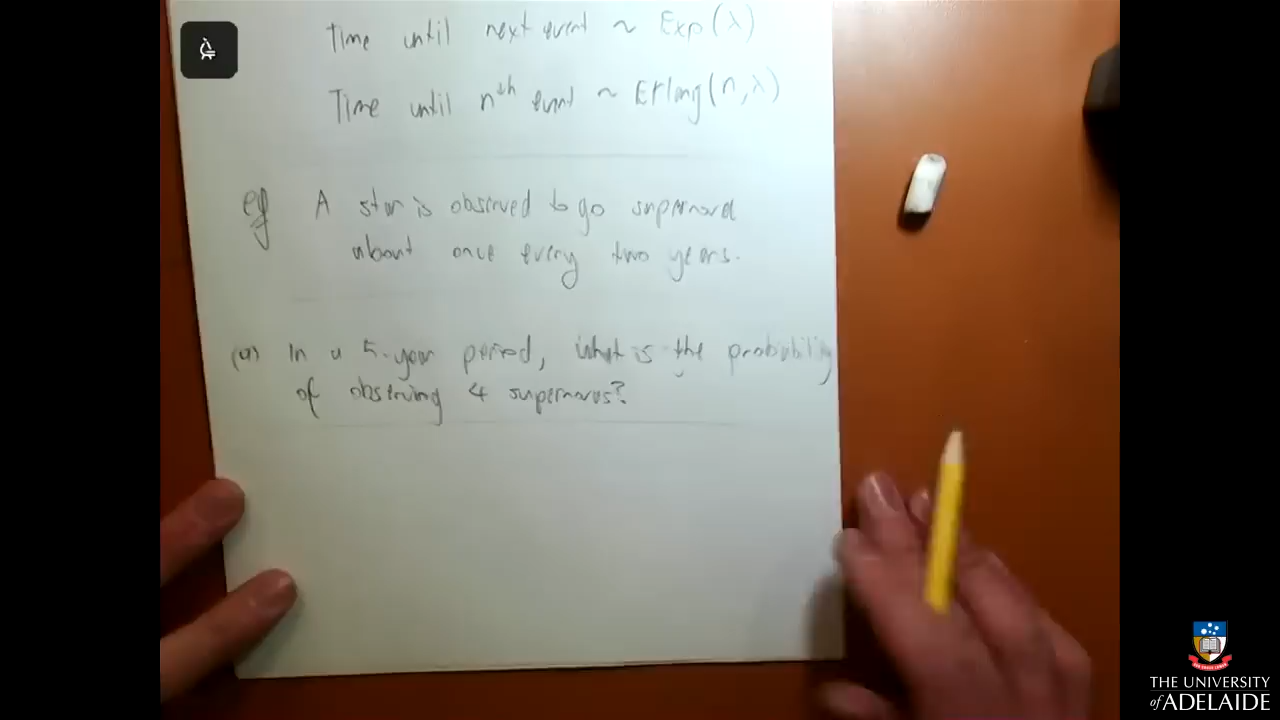 Time until next event ~ Exp(λ)
Time until nth event ~ Erlang(n,λ)
eg A star is observed to go supernova
about once every two years.
(a) In a 5-year period, what is the probability
of observing 4 supernovas?
THE UNIVERSITY
of ADELAIDE